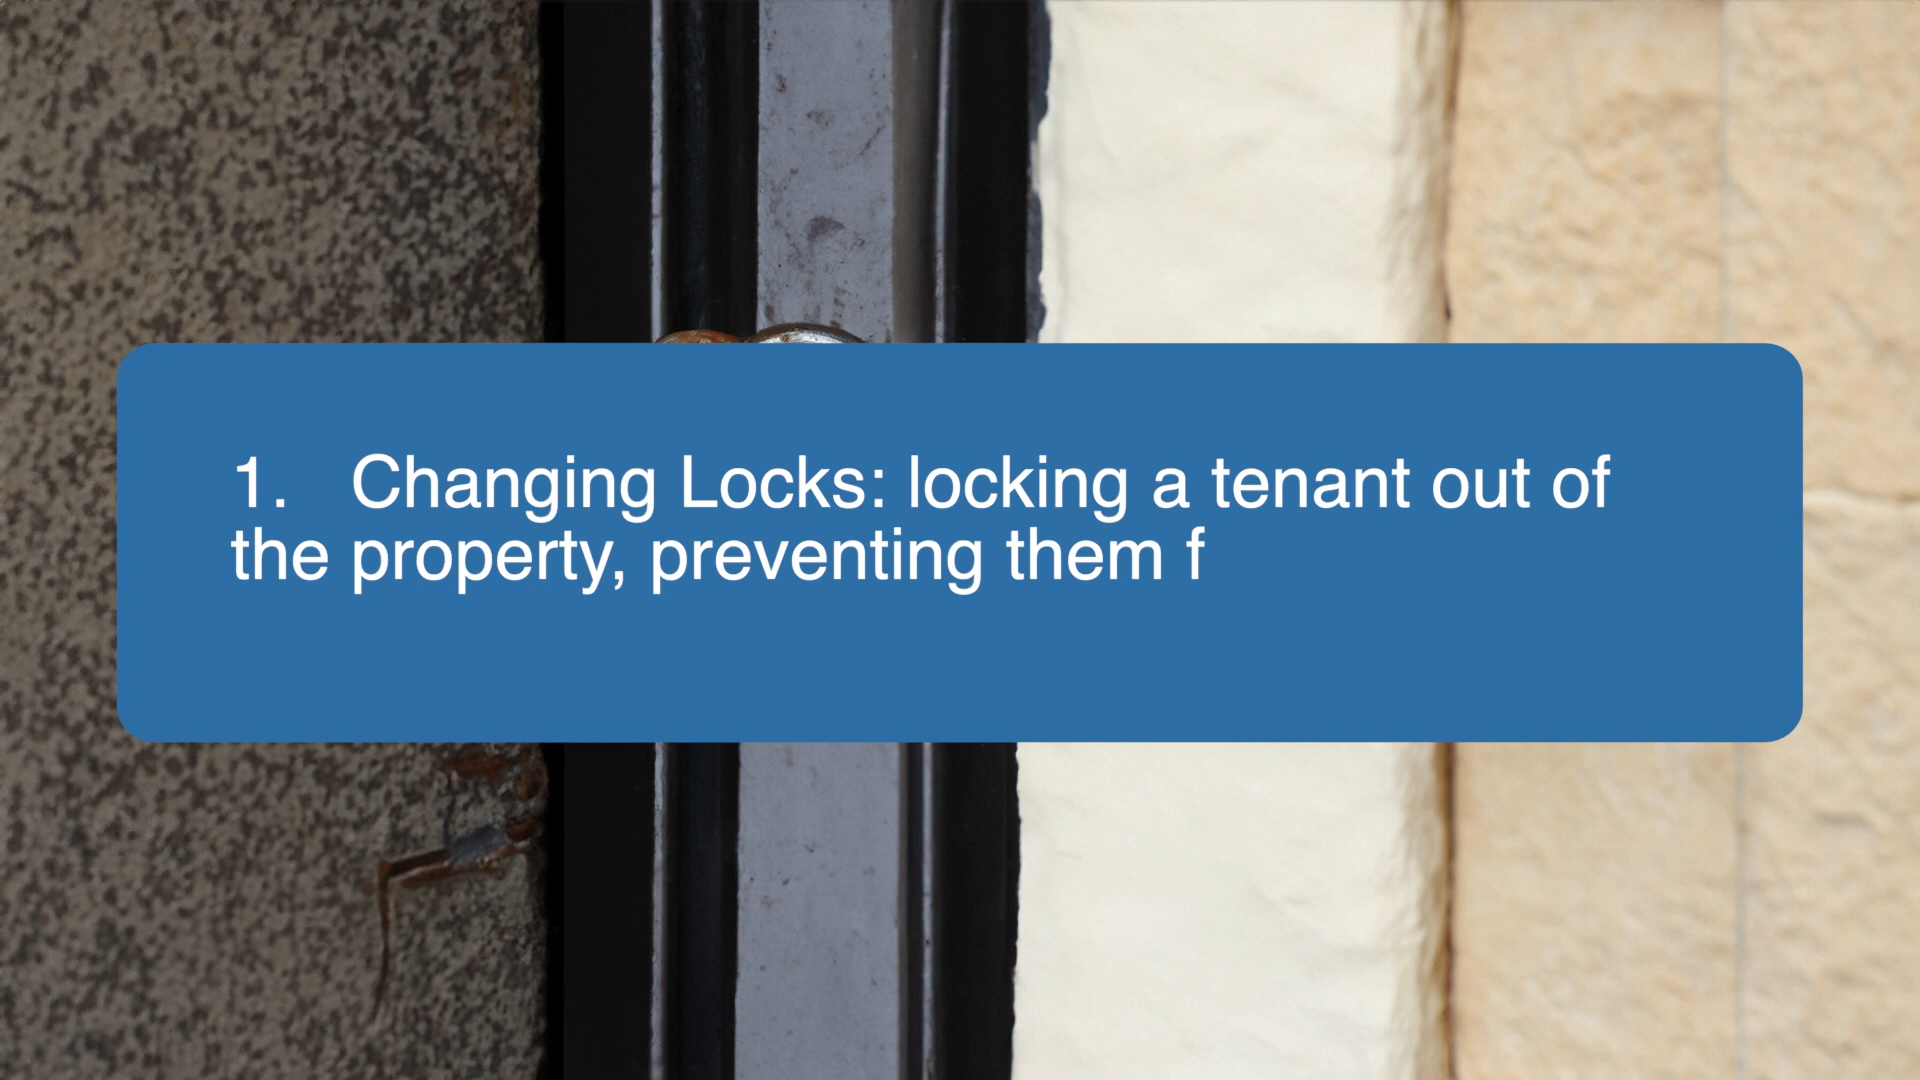 1. Changing Locks: locking a tenant out of
the property, preventing them f